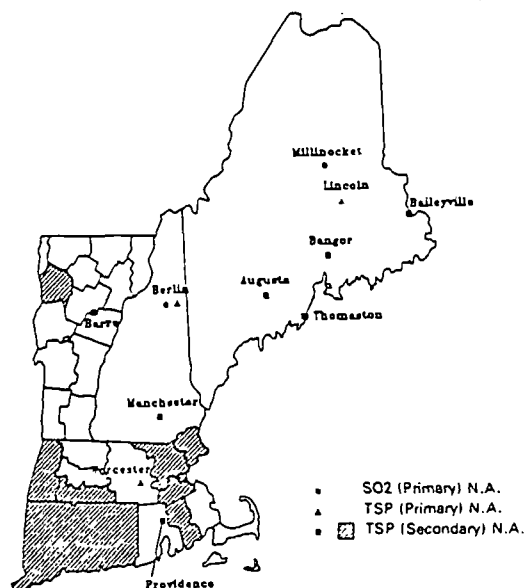 Millinocket
Lincoln
Baileyville
Bangor
Berlin
Augusta
Barre
Thomaston
Manchester
Worcester
SO2 (Primary) N.A.
TSP (Primary) N.A.
TSP (Secondary) N.A.
Providence